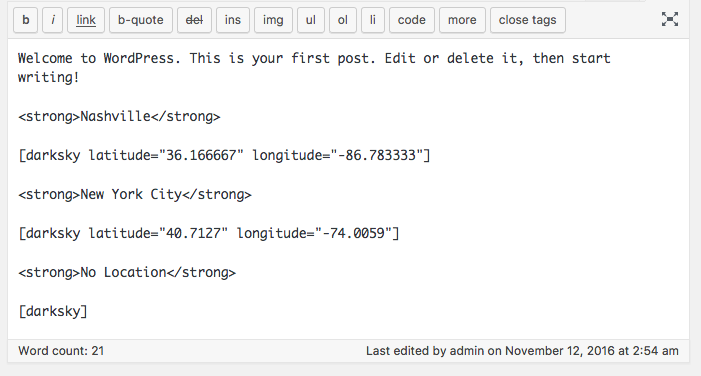 b i link b-quote del ins img ul ol li code more close tags
Welcome to WordPress. This is your first post. Edit or delete it, then start
writing!
<strong>Nashville</strong>
[darksky latitude="36.166667" longitude="-86.783333"]
<strong>New York City</strong>
[darksky latitude="40.7127" longitude="-74.0059"]
<strong>No Location</strong>
[darksky]
Word count: 21 Last edited by admin on November 12, 2016 at 2:54 am